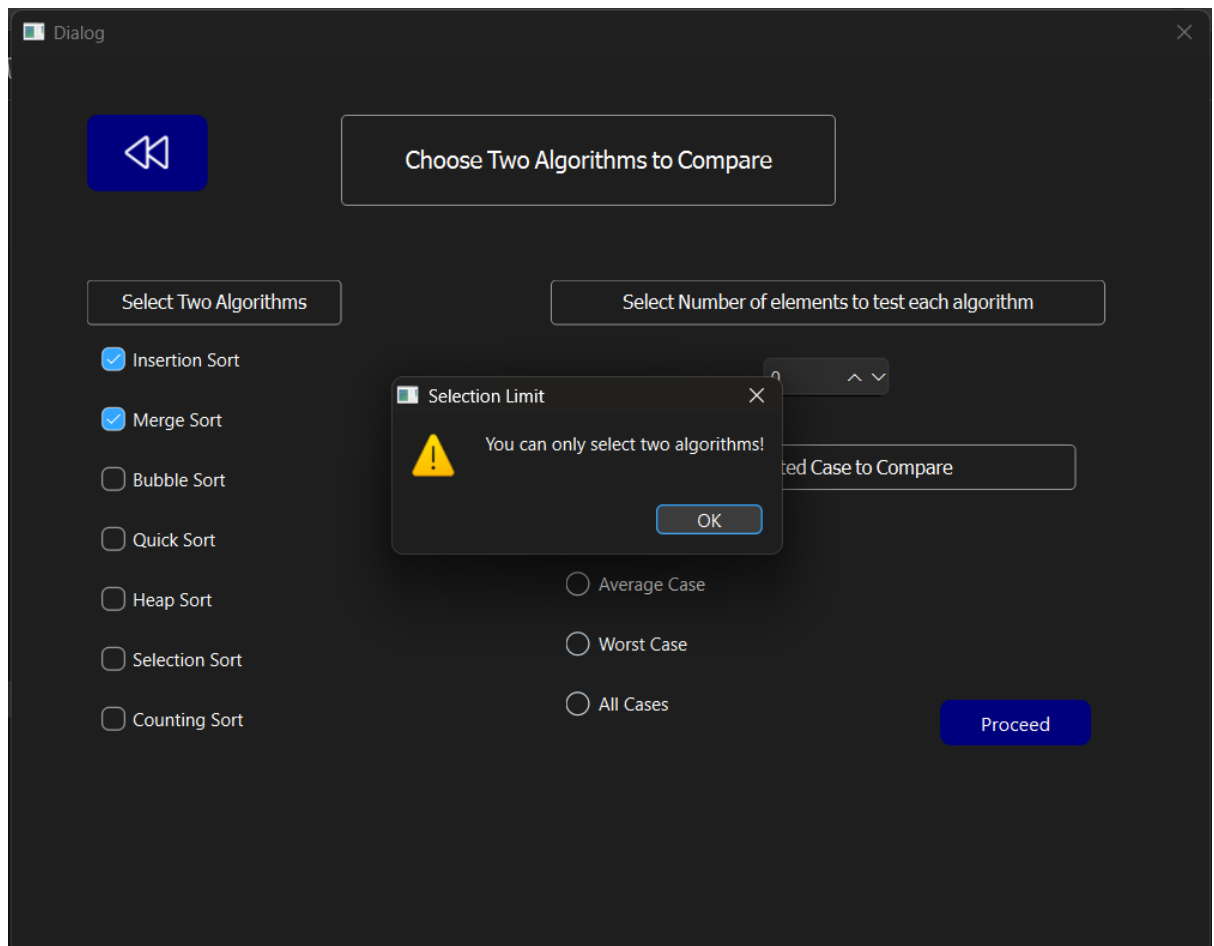 Dialog
Choose Two Algorithms to Compare
Select Two Algorithms
Select Number of elements to test each algorithm
Insertion Sort
Merge Sort
Bubble Sort
Quick Sort
Heap Sort
Selection Sort
Counting Sort
Selection Limit
You can only select two algorithms!
OK
Case to Compare
Average Case
Worst Case
All Cases
Proceed